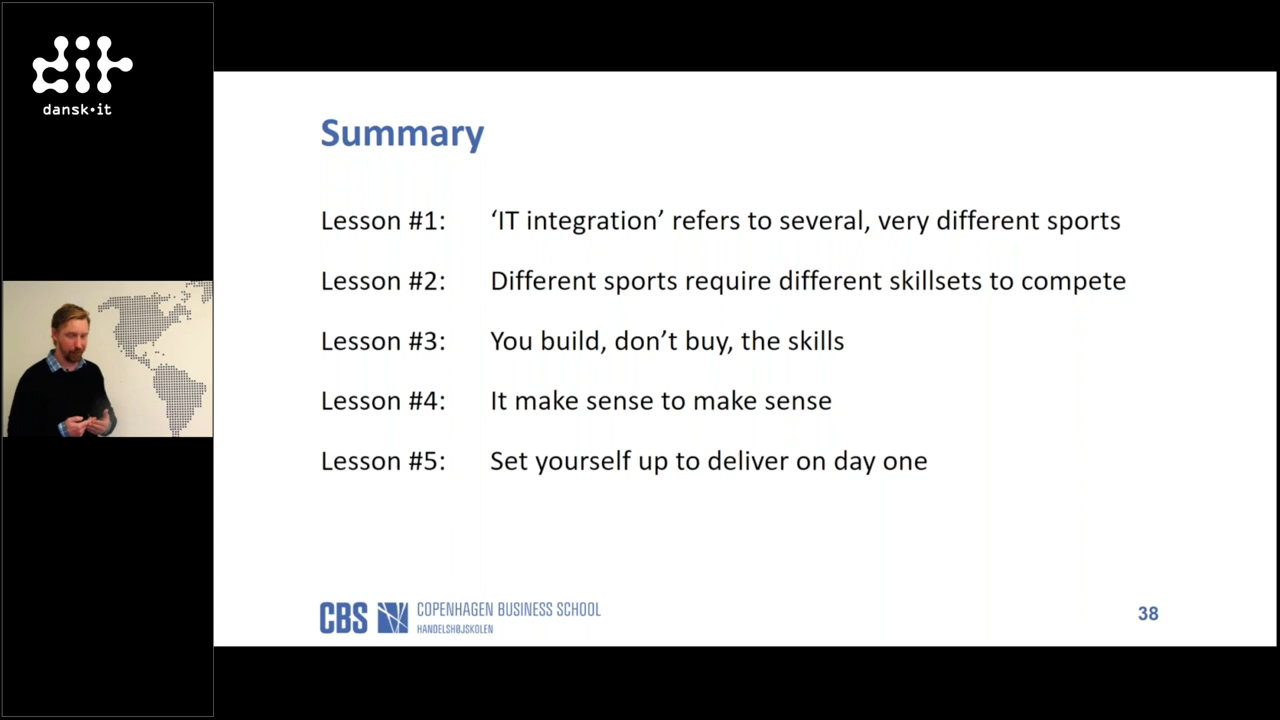 dit
dansk•it
Summary
Lesson #1: ‘IT integration’ refers to several, very different sports
Lesson #2: Different sports require different skillsets to compete
Lesson #3: You build, don’t buy, the skills
Lesson #4: It make sense to make sense
Lesson #5: Set yourself up to deliver on day one
CBS COPENHAGEN BUSINESS SCHOOL
HANDELSHØJSKOLEN
38